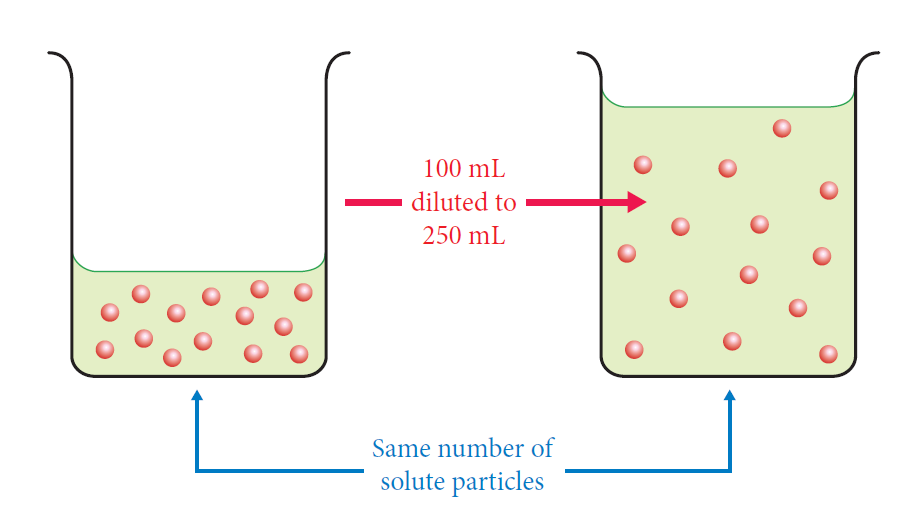 100 mL
diluted to
250 mL
Same number of
solute particles